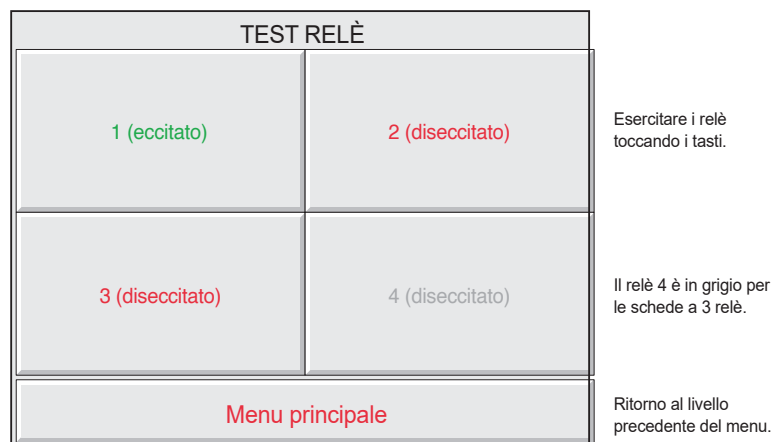 TEST RELÈ
1 (eccitato)
2 (diseccitato)
Esercitare i relè
toccando i tasti.
3 (diseccitato)
4 (diseccitato)
Il relè 4 è in grigio per
le schede a 3 relè.
Menu principale
Ritorno al livello
precedente del menu.